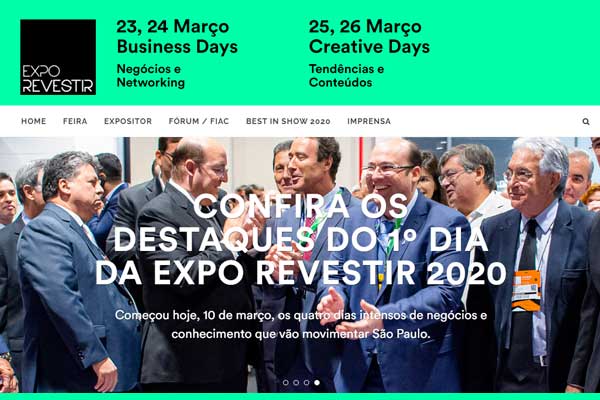 EXPO
REVESTIR
23, 24 Março
Business Days
Negócios e
Networking
25, 26 Março
Creative Days
Tendências e
Conteúdos
HOME FEIRA EXPOSITOR FÓRUM / FIAC BEST IN SHOW 2020 IMPRENSA
CONFIRA OS
DESTAQUES DO 1º DIA
DA EXPO REVESTIR 2020
Começou hoje, 10 de março, os quatro dias intensos de negócios e
conhecimento que vão movimentar São Paulo.